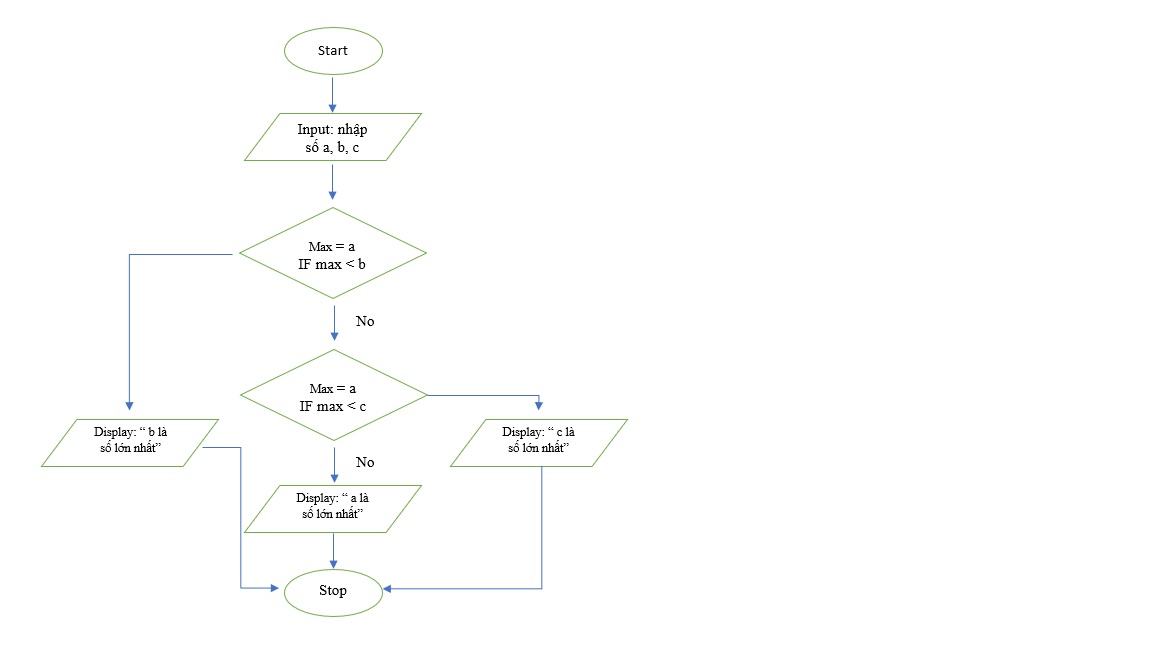 Start
Input: nhập
số a, b, c
Max = a
IF max < b
No
Max = a
IF max < c
Display: “ b là
số lớn nhất”
Display: “ c là
số lớn nhất”
No
Display: “ a là
số lớn nhất”
Stop